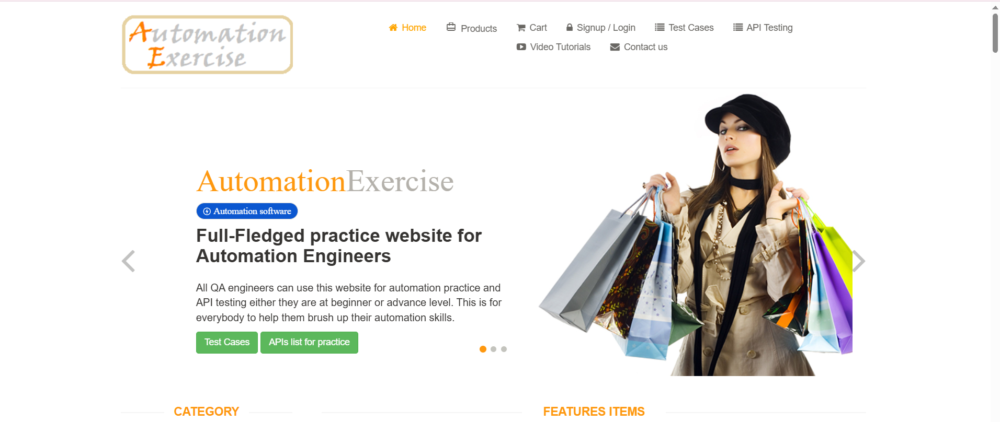 Automation
Exercise
Home
Products
Cart
Signup / Login
Test Cases
API Testing
Video Tutorials
Contact us
AutomationExercise
Automation software
Full-Fledged practice website for
Automation Engineers
All QA engineers can use this website for automation practice and
API testing either they are at beginner or advance level. This is for
everybody to help them brush up their automation skills.
Test Cases
APIs list for practice
CATEGORY
FEATURES ITEMS